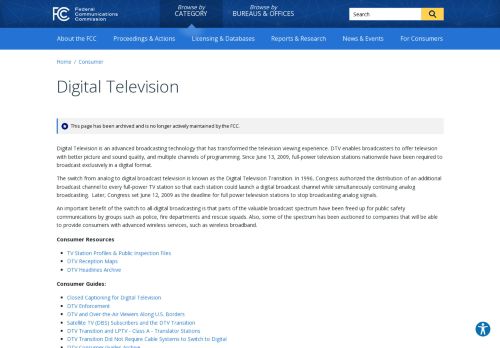 FCC
Federal
Communications
Commission
Browse by
CATEGORY
Browse by
BUREAUS & OFFICES
Search
About the FCC
Proceedings & Actions
Licensing & Databases
Reports & Research
News & Events
For Consumers
Home / Consumer
Digital Television
This page has been archived and is no longer actively maintained by the FCC.
Digital Television is an advanced broadcasting technology that has transformed the television viewing experience. DTV enables broadcasters to offer television
with better picture and sound quality, and multiple channels of programming. Since June 13, 2009, full-power television stations nationwide have been required to
broadcast exclusively in a digital format.
The switch from analog to digital broadcast television is known as the Digital Television Transition. In 1996, Congress authorized the distribution of an additional
broadcast channel to every full-power TV station so that each station could launch a digital broadcast channel while simultaneously continuing analog
broadcasting. Later, Congress set June 12, 2009 as the deadline for full power television stations to stop broadcasting analog signals.
An important benefit of the switch to all-digital broadcasting is that parts of the valuable broadcast spectrum have been freed up for public safety
communications by groups such as police, fire departments and rescue squads. Also, some of the spectrum has been auctioned to companies that will be able
to provide consumers with advanced wireless services, such as wireless broadband.
Consumer Resources
TV Station Profiles & Public Inspection Files
DTV Reception Maps
DTV Headlines Archive
Consumer Guides:
Closed Captioning for Digital Television
DTV Enforcement
DTV and Over-the-Air Viewers Along U.S. Borders
Satellite TV (DBS) Subscribers and the DTV Transition
DTV Transition and LPTV - Class A - Translator Stations
DTV Transition Did Not Require Cable Systems to Switch to Digital
DTV Consumer Guides Archive